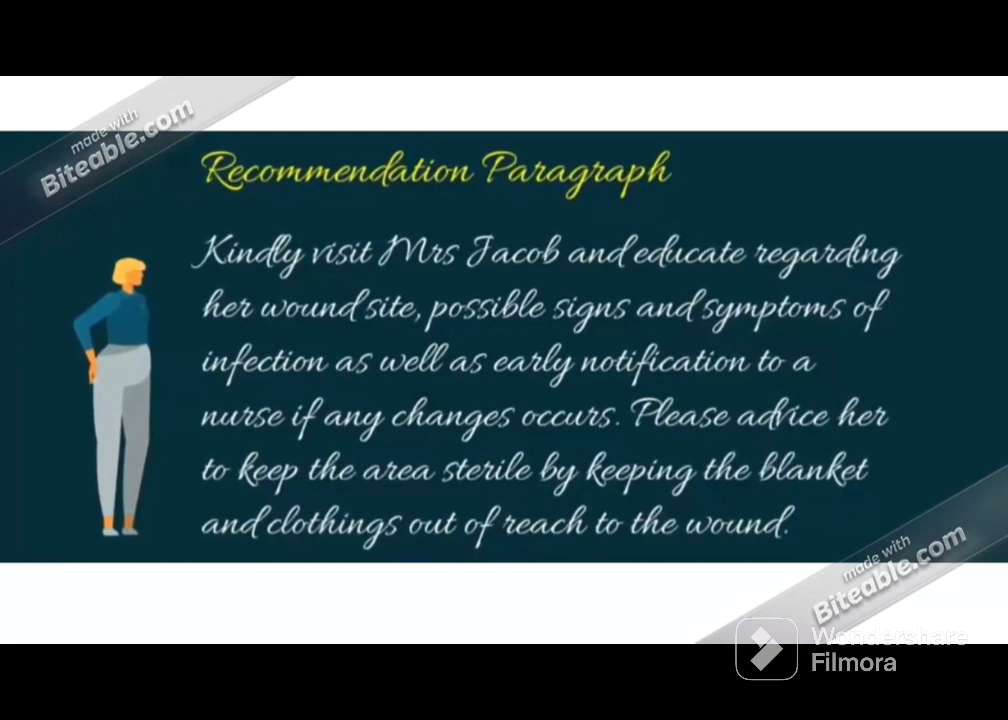 made with
Biteable.com
Recommendation Paragraph
Kindly visit Mrs Jacob and educate regarding
her wound site, possible signs and symptoms of
infection as well as early notification to a
nurse if any changes occurs. Please advice her
to keep the area sterile by keeping the blanket
and clothings out of reach to the wound.
made with
Biteable.com
Wondershare
Filmora